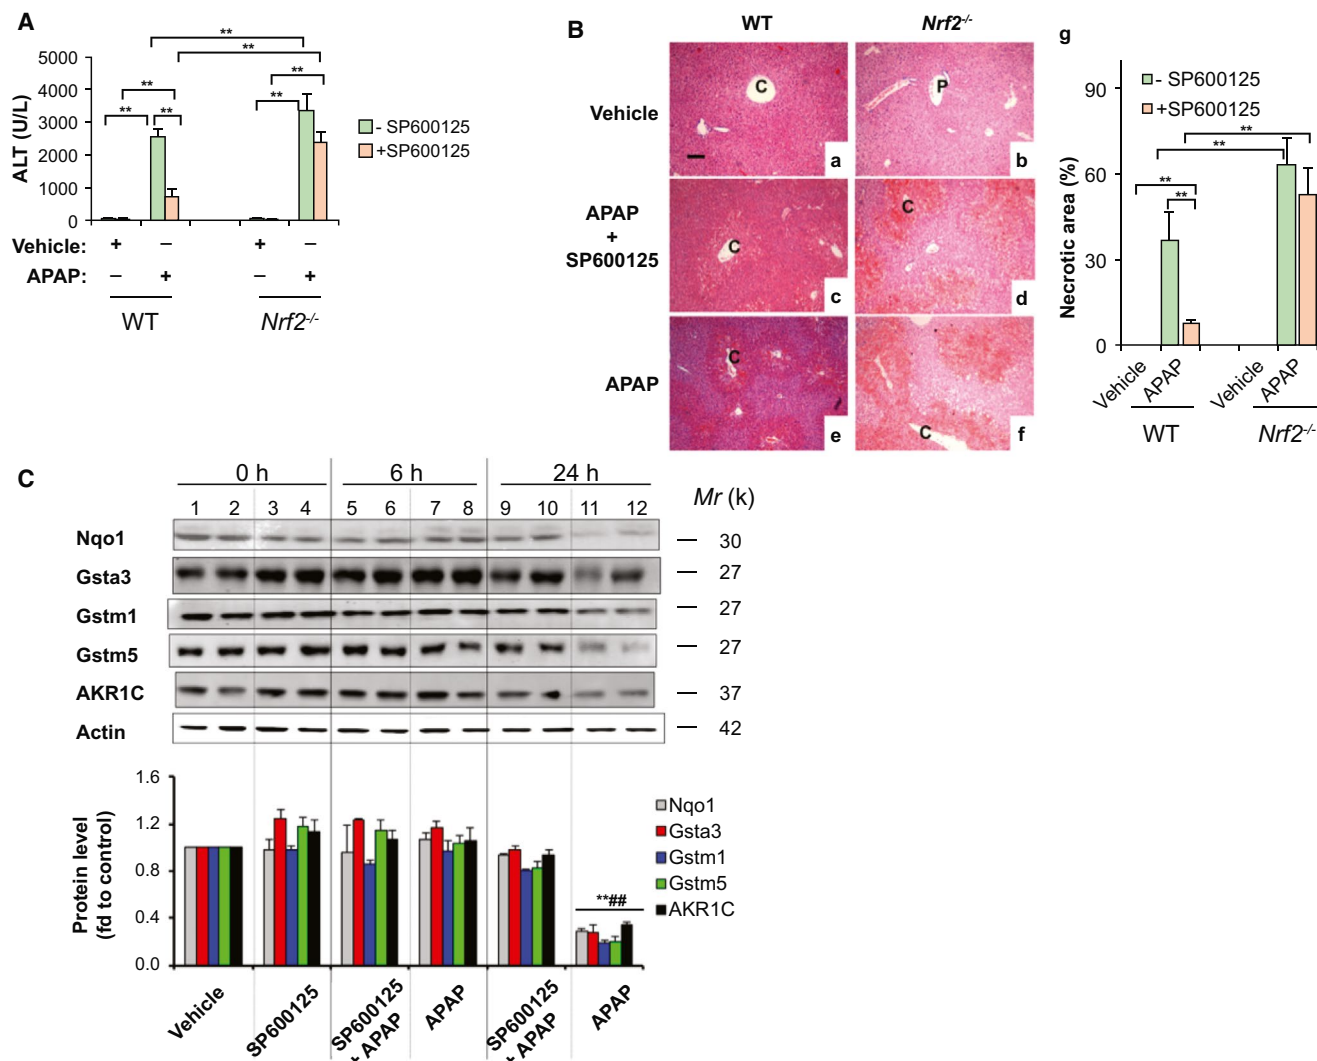 A
ALT (U/L)
5000
4000
3000
2000
1000
0
**
**
**
**
**
**
**
**
- SP600125
+SP600125
Vehicle: + − + −
APAP: − + − +
WT Nrf2-/-
B
WT Nrf2-/-
Vehicle
APAP
+
SP600125
APAP
C
P
a
b
C
C
c
d
C
C
e
f
g
Necrotic area (%)
90
60
30
0
- SP600125
+SP600125
**
**
**
**
Vehicle APAP Vehicle APAP
WT Nrf2-/-
C
0 h 6 h 24 h
1 2 3 4 5 6 7 8 9 10 11 12
Mr (k)
Nqo1 30
Gsta3 27
Gstm1 27
Gstm5 27
AKR1C 37
Actin 42
Protein level
(fd to control)
1.6
1.2
0.8
0.4
0.0
**##
Nqo1
Gsta3
Gstm1
Gstm5
AKR1C
Vehicle
SP600125
SP600125
+ APAP
APAP
SP600125
+ APAP
APAP